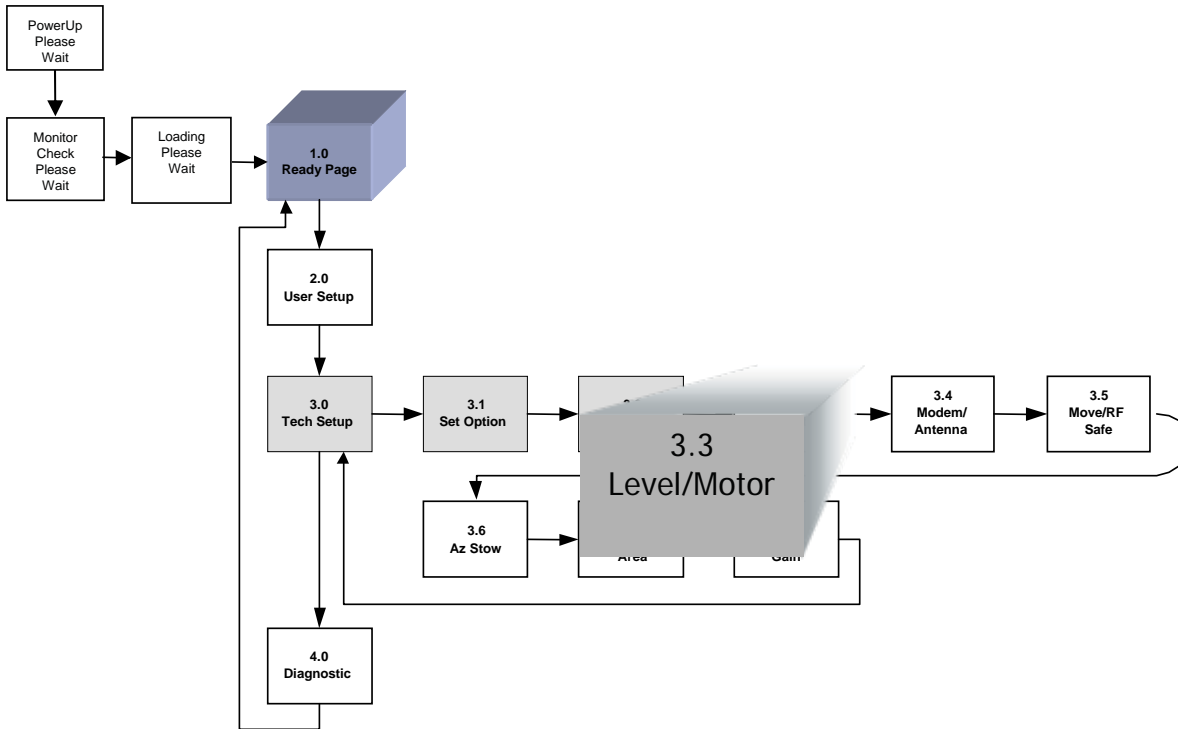 PowerUp
Please
Wait
Monitor
Check
Please
Wait
Loading
Please
Wait
1.0
Ready Page
2.0
User Setup
3.0
Tech Setup
3.1
Set Option
3.3
Level/Motor
3.4
Modem/
Antenna
3.5
Move/RF
Safe
3.6
Az Stow
Area
Gain
4.0
Diagnostic